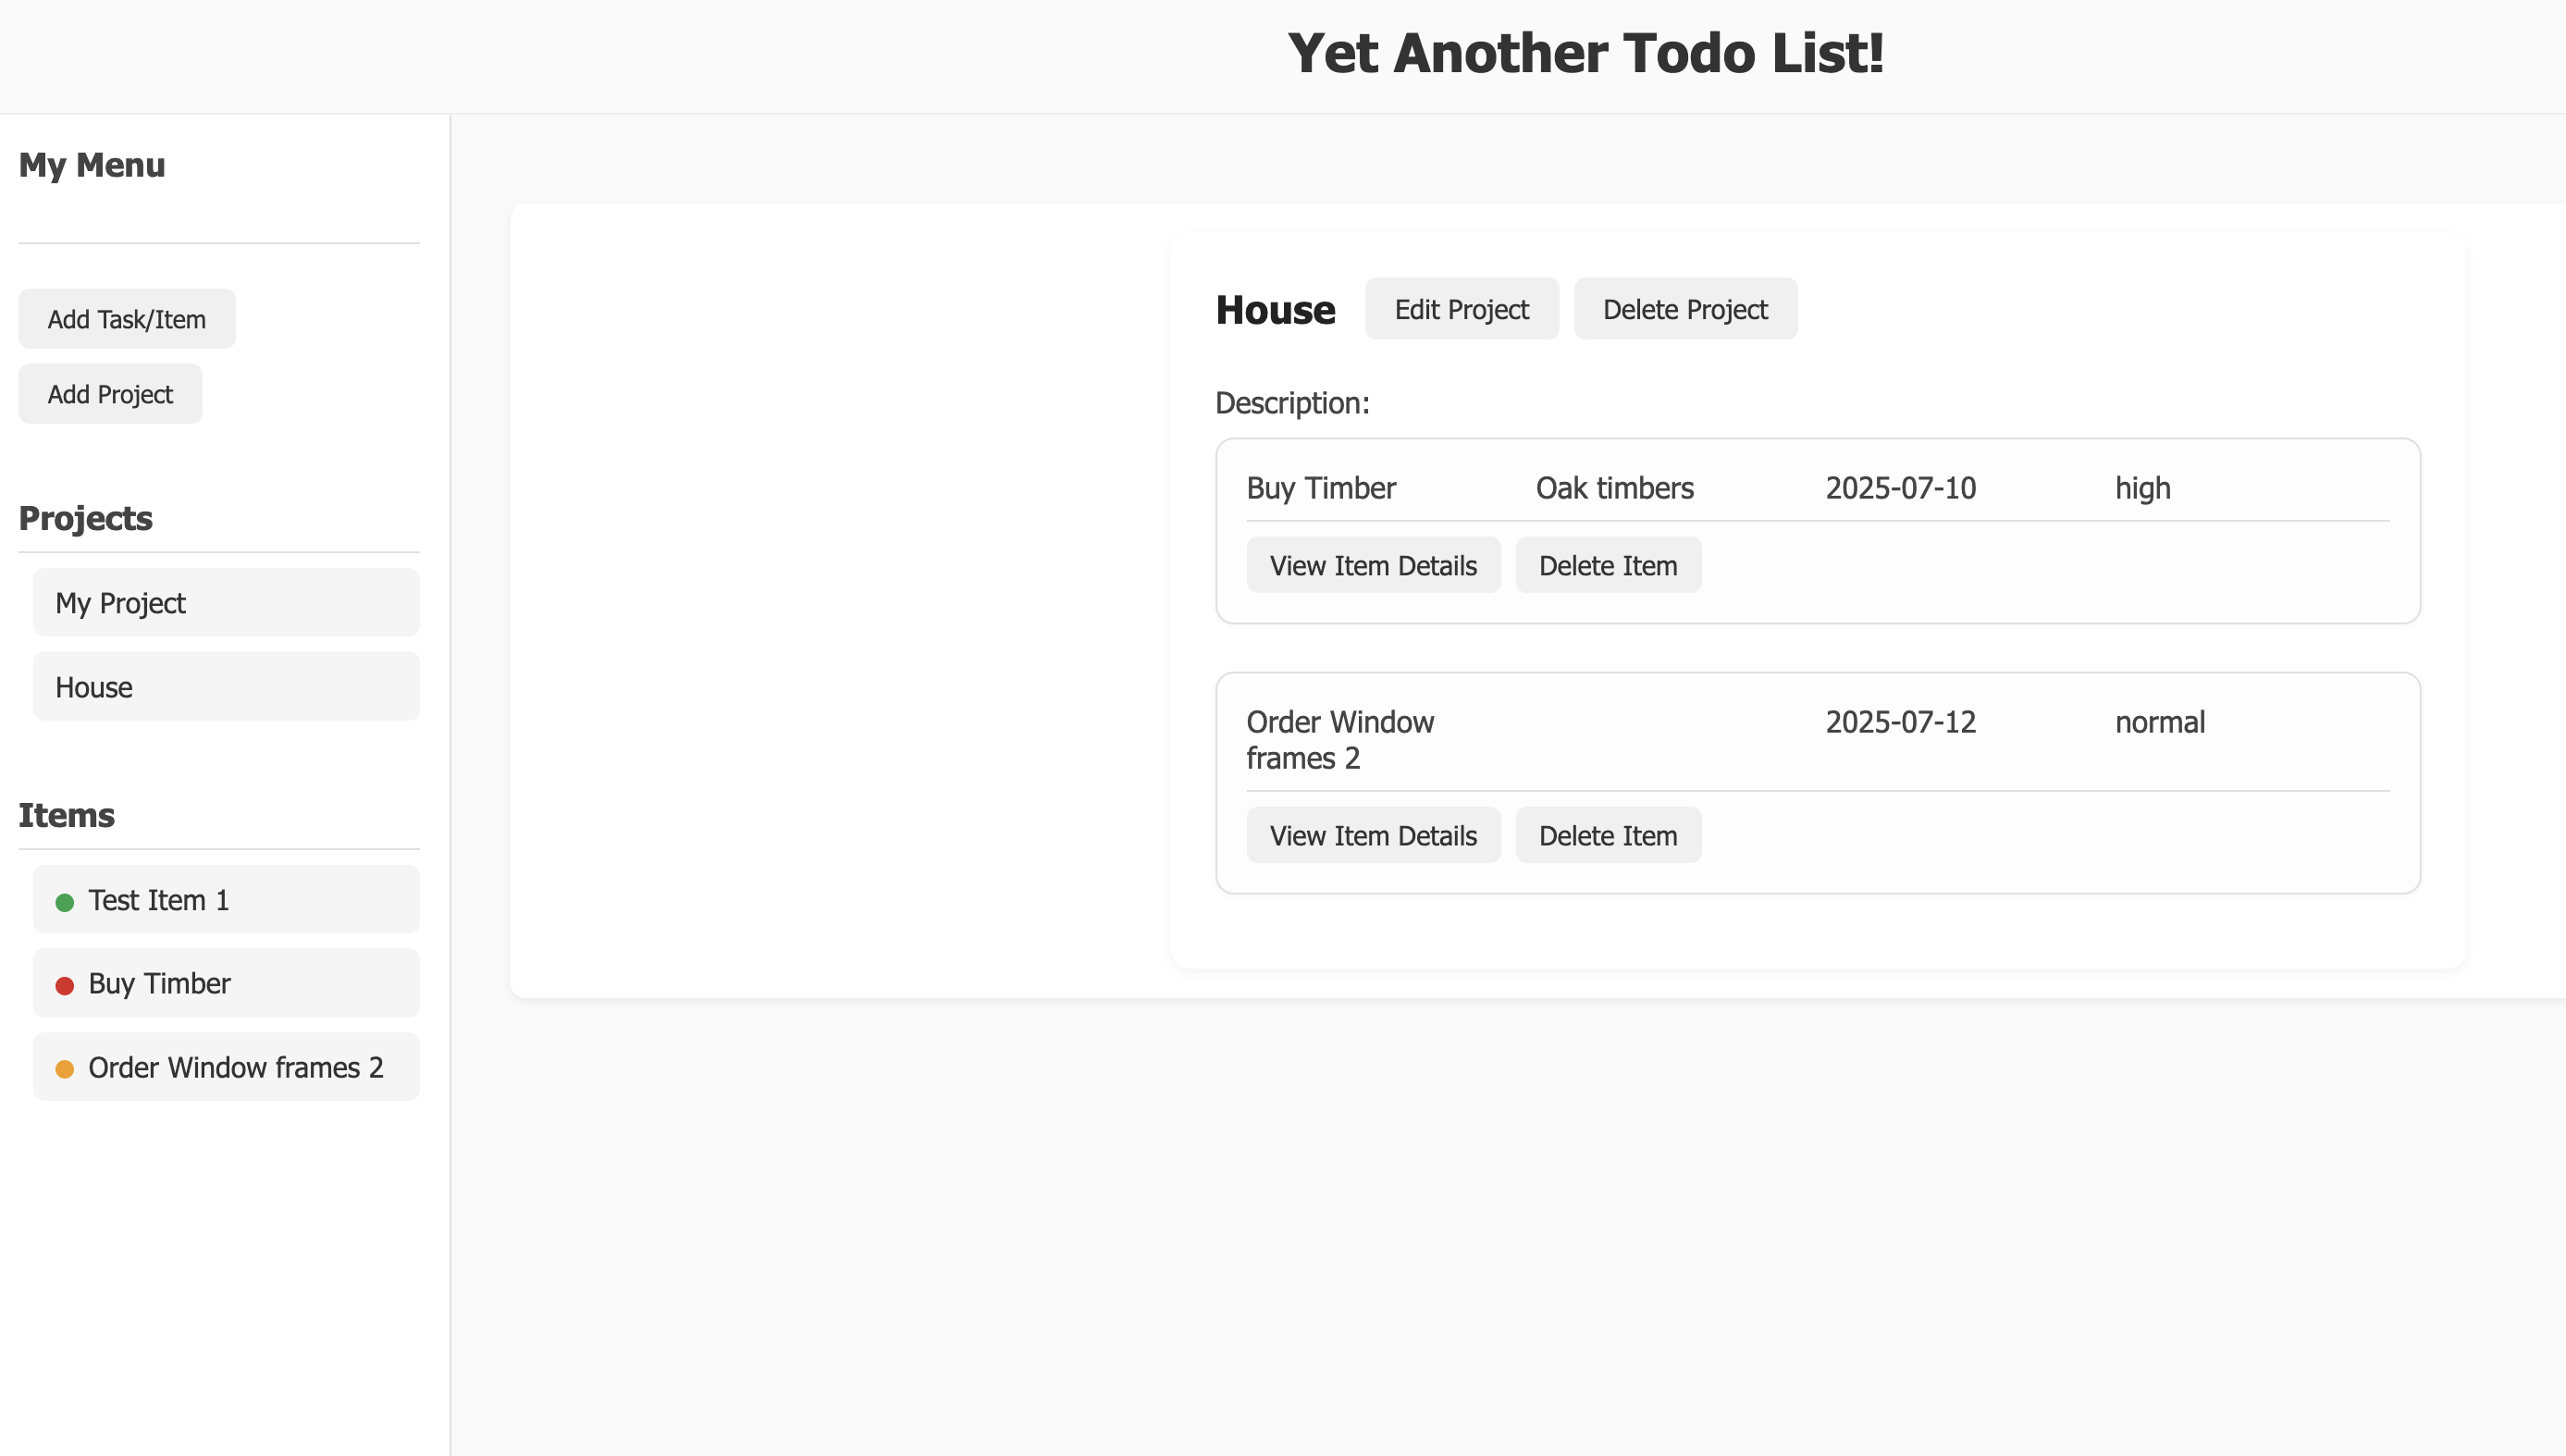 Yet Another Todo List!
My Menu
Add Task/Item
Add Project
Projects
My Project
House
Items
Test Item 1
Buy Timber
Order Window frames 2
House Edit Project Delete Project
Description:
Buy Timber Oak timbers 2025-07-10 high
View Item Details Delete Item
Order Window 2025-07-12 normal
frames 2
View Item Details Delete Item